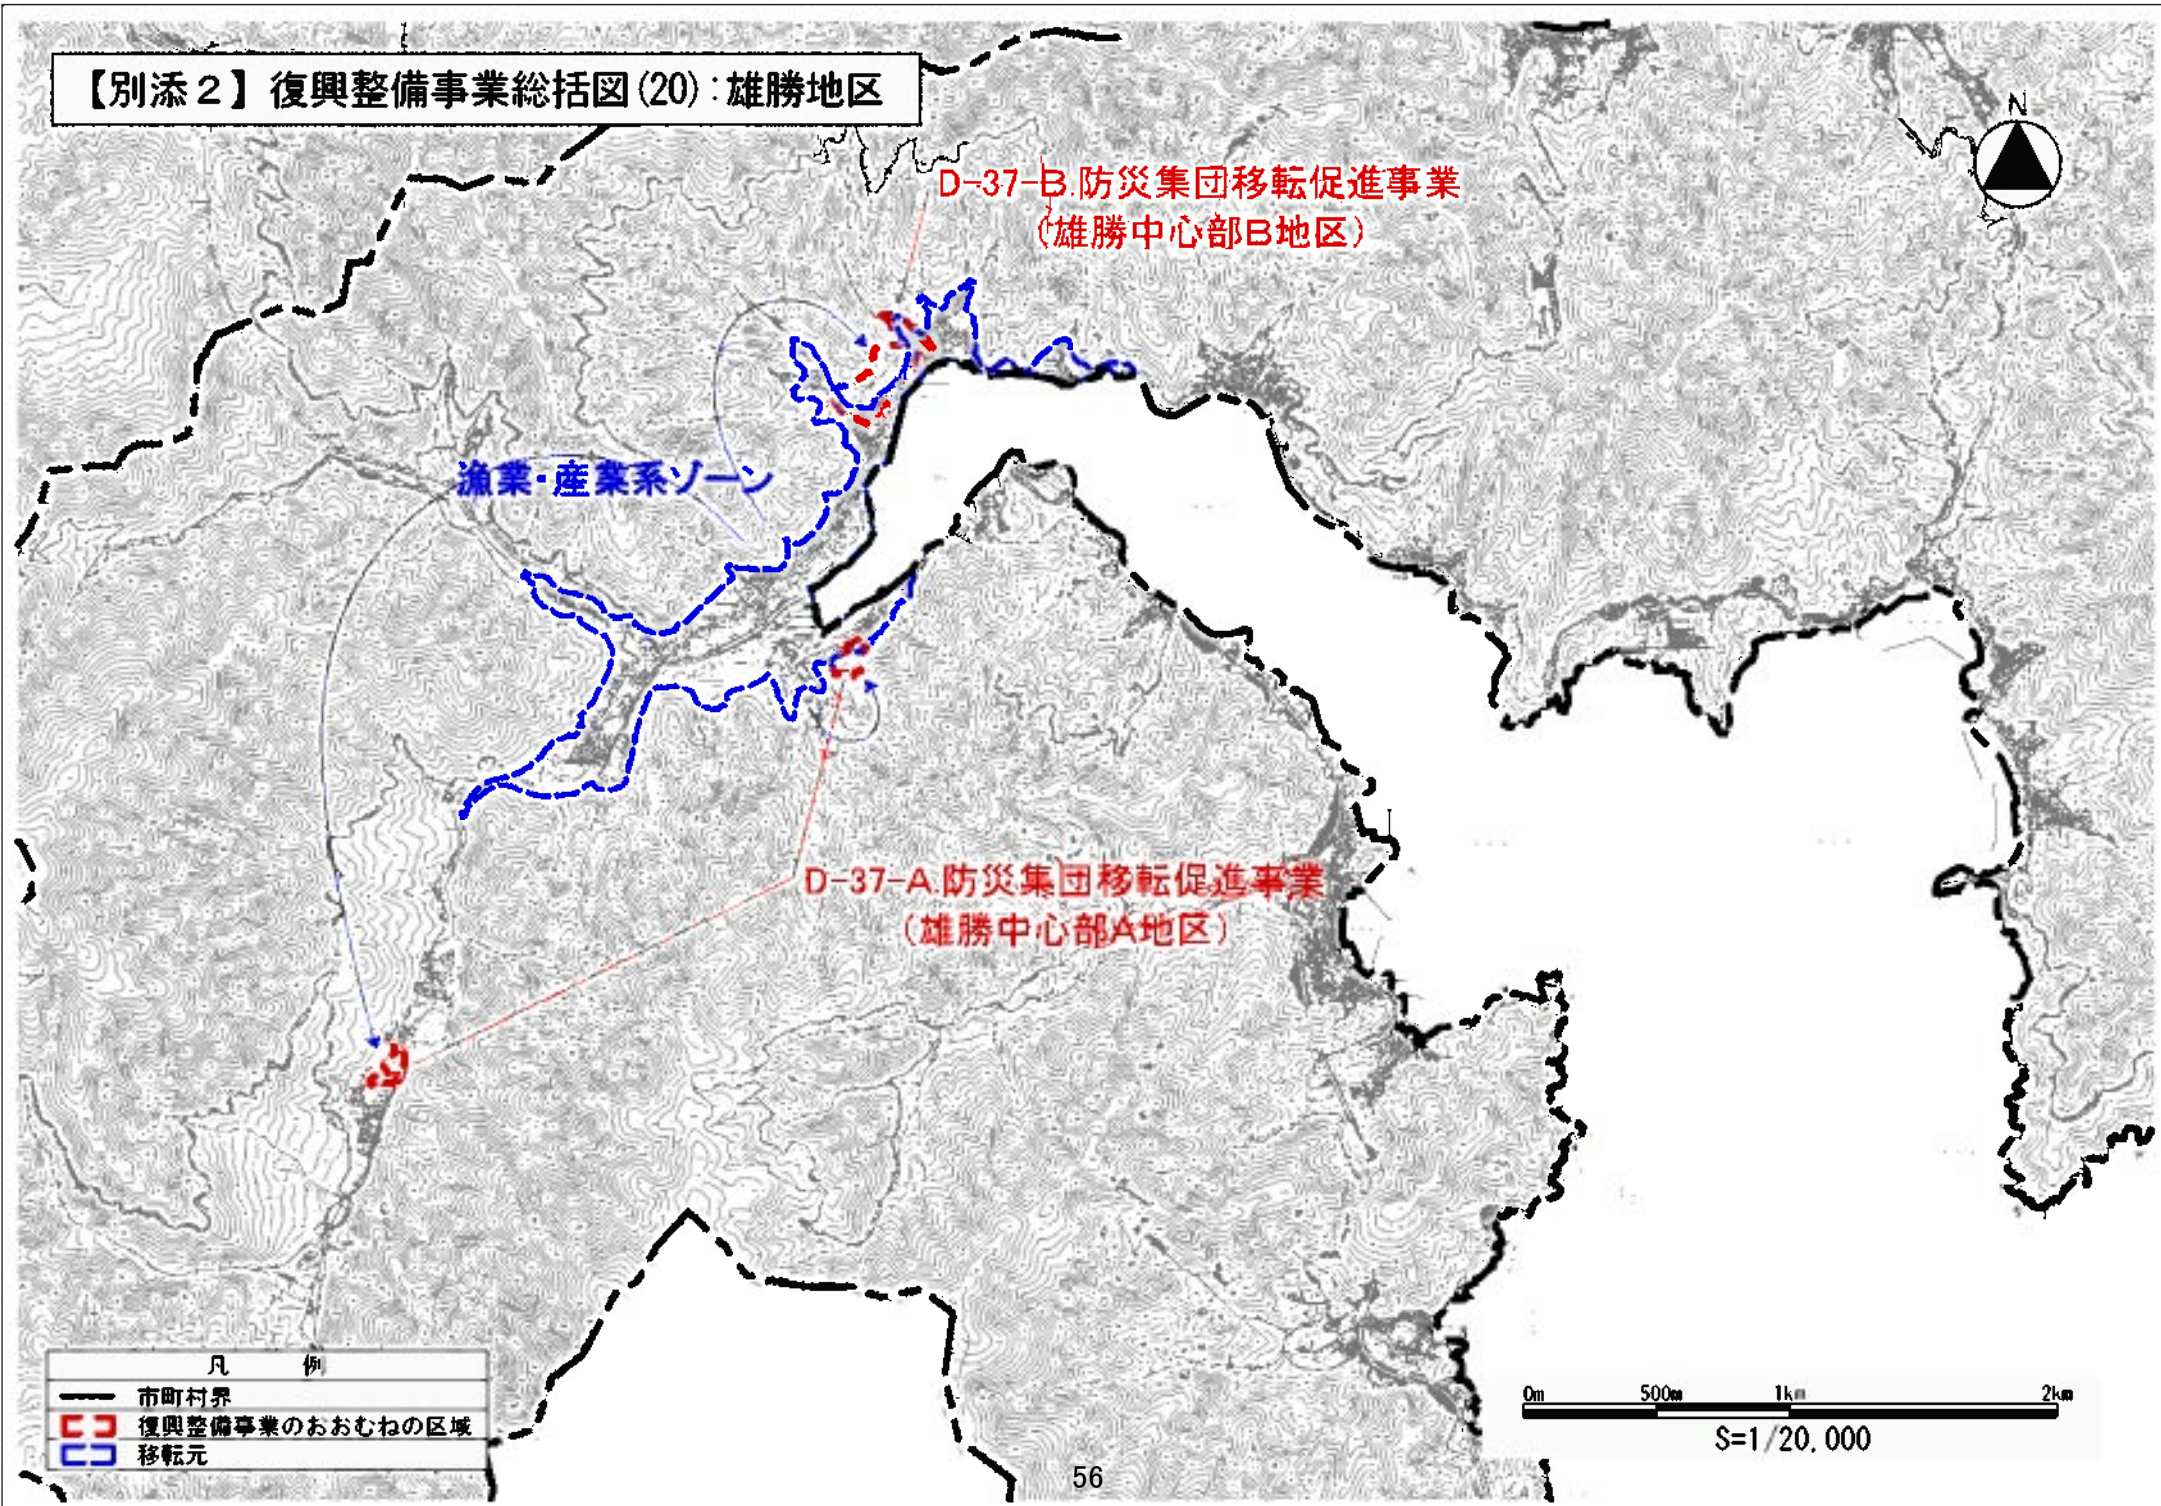 【別添2】復興整備事業総括図(20):雄勝地区
N
D-37-B.防災集団移転促進事業
(雄勝中心部B地区)
漁業・産業系ゾーン
D-37-A.防災集団移転促進事業
(雄勝中心部A地区)
凡 例
市町村界
復興整備事業のおおむねの区域
移転元
0m 500m 1km 2km
S=1/20,000
56